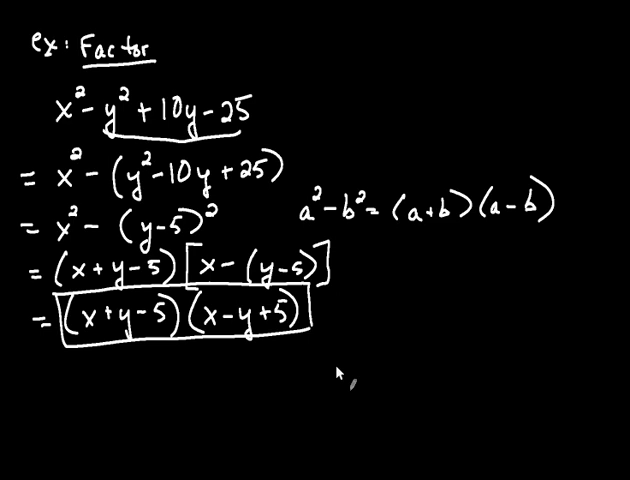 ex: Factor
x² - y² + 10y - 25
= x² - (y² - 10y + 25)
= x² - (y - 5)²
a² - b² = (a + b)(a - b)
= (x + y - 5)[x - (y - 5)]
= (x + y - 5)(x - y + 5)